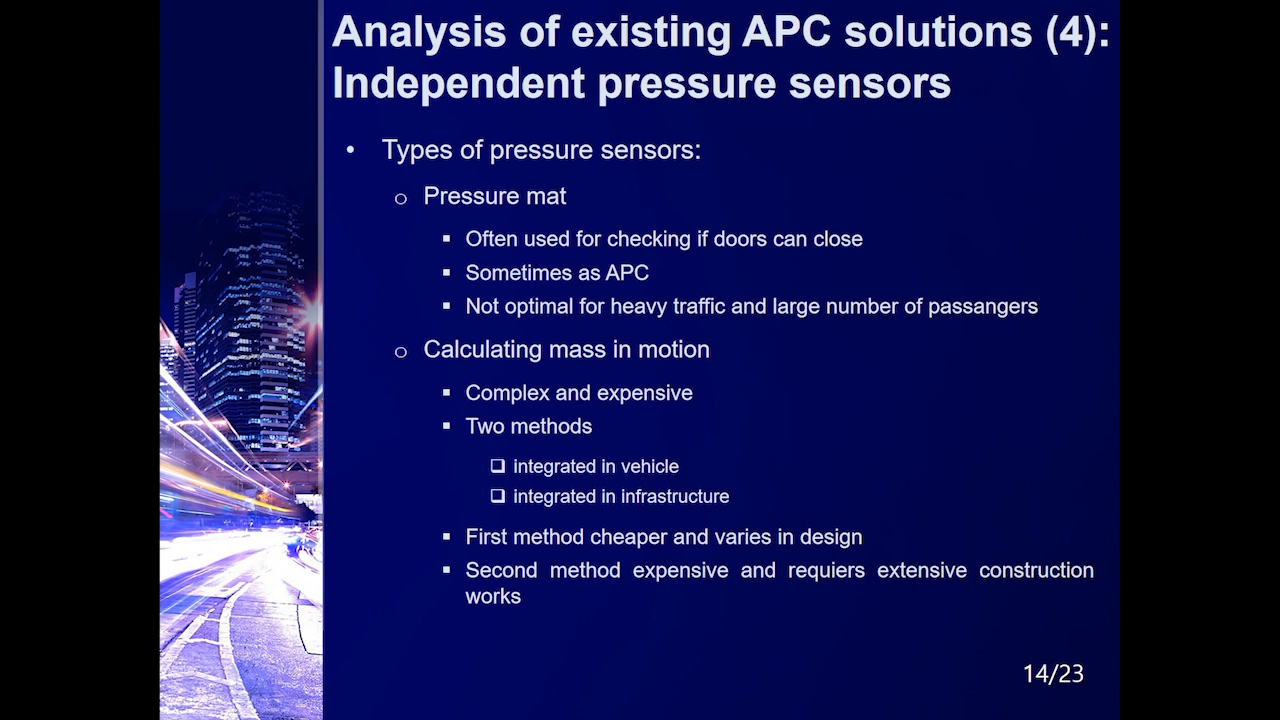 Analysis of existing APC solutions (4):
Independent pressure sensors
• Types of pressure sensors:
o Pressure mat
▪ Often used for checking if doors can close
▪ Sometimes as APC
▪ Not optimal for heavy traffic and large number of passangers
o Calculating mass in motion
▪ Complex and expensive
▪ Two methods
❑ integrated in vehicle
❑ integrated in infrastructure
▪ First method cheaper and varies in design
▪ Second method expensive and requiers extensive construction
works
14/23